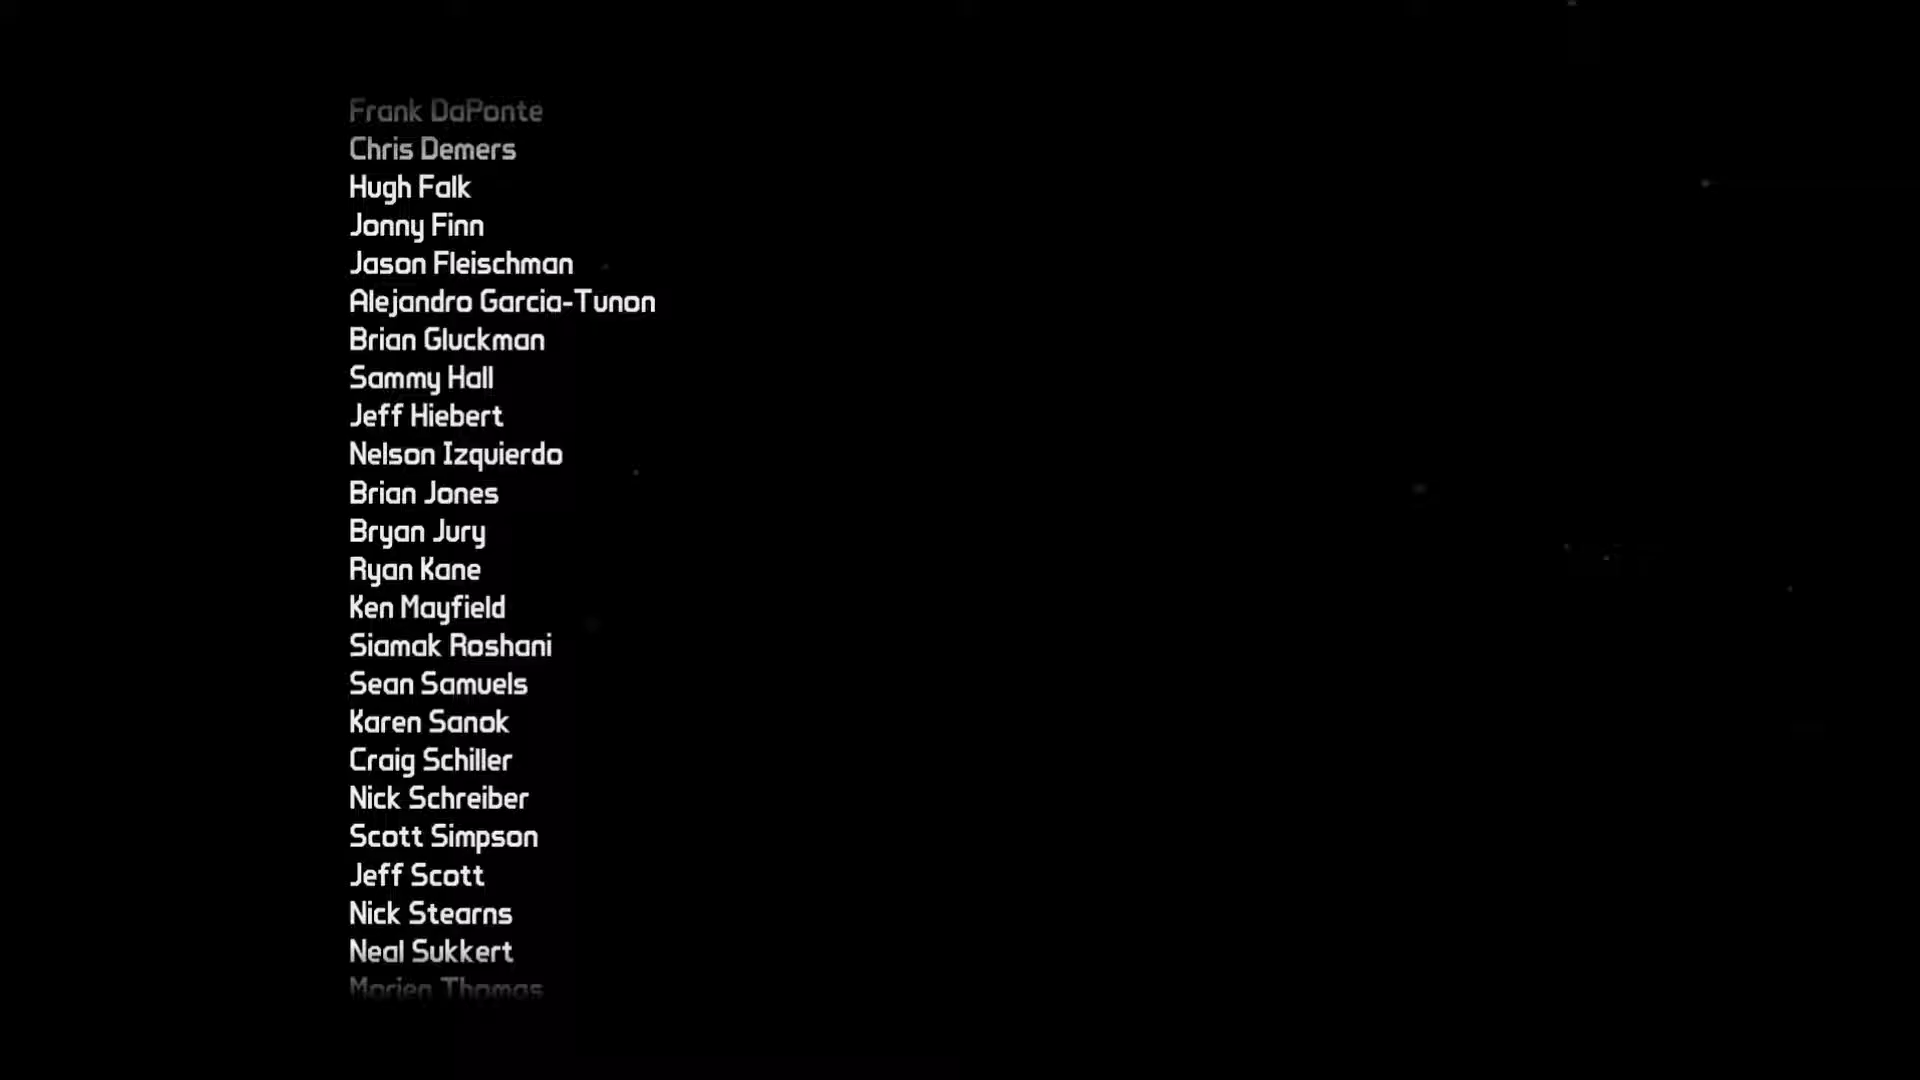 Frank DaPonte
Chris Demers
Hugh Falk
Jonny Finn
Jason Fleischman
Alejandro Garcia-Tunon
Brian Gluckman
Sammy Hall
Jeff Hiebert
Nelson Izquierdo
Brian Jones
Bryan Jury
Ryan Kane
Ken Mayfield
Siamak Roshani
Sean Samuels
Karen Sanok
Craig Schiller
Nick Schreiber
Scott Simpson
Jeff Scott
Nick Stearns
Neal Sukkert
Thomas